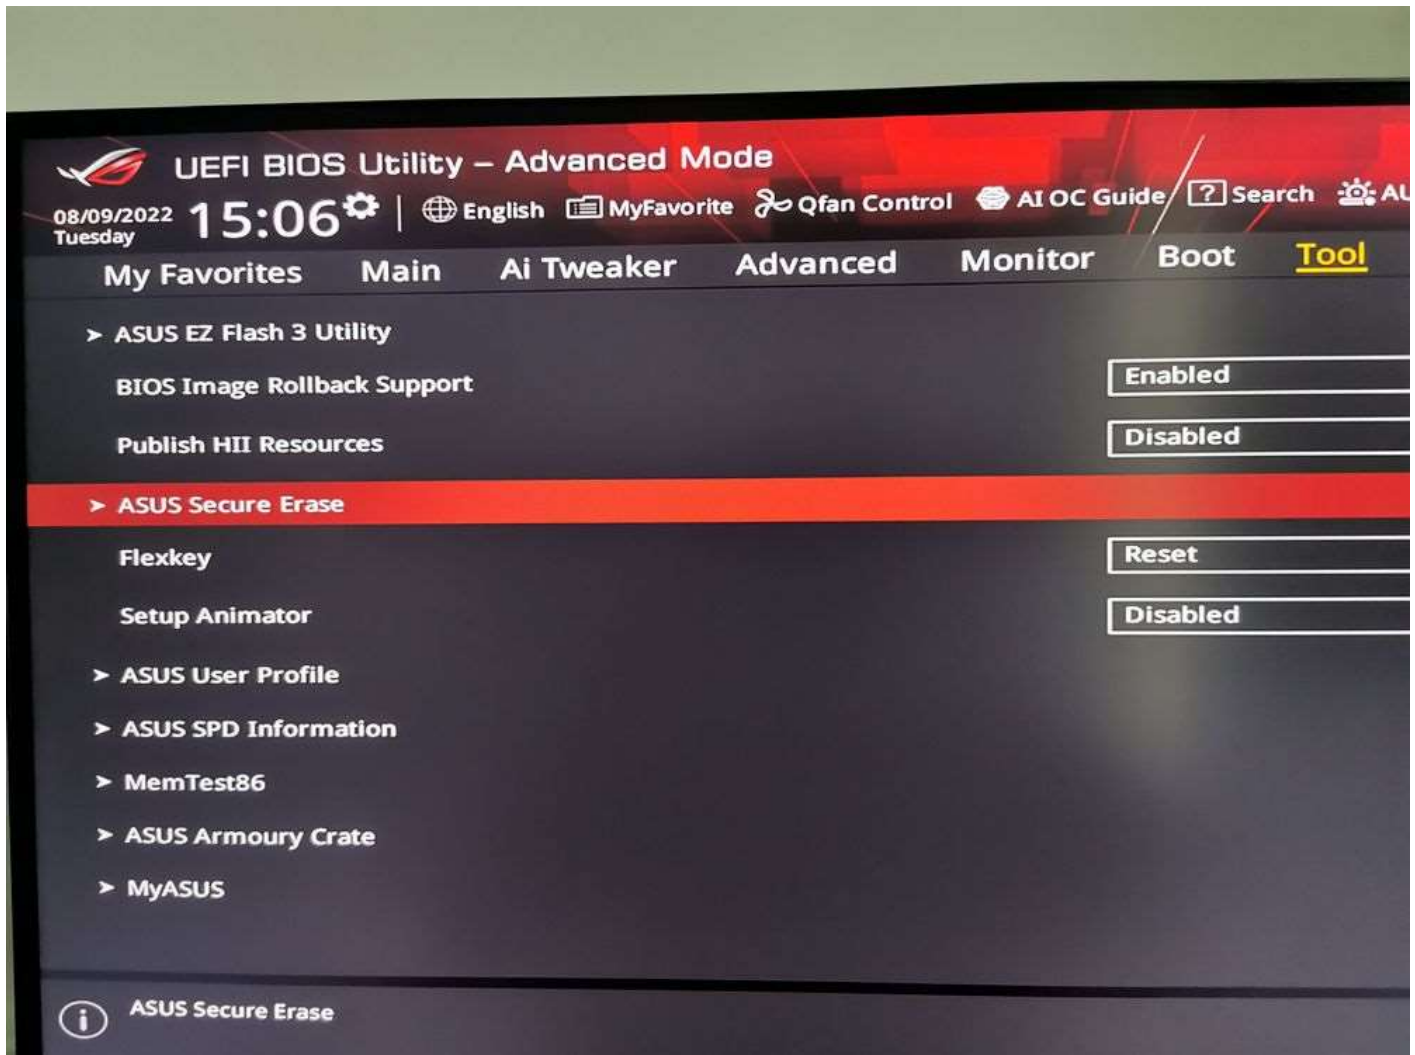 UEFI BIOS Utility – Advanced Mode
08/09/2022
Tuesday
15:06
English
MyFavorite
Qfan Control
AI OC Guide
Search
My Favorites
Main
Ai Tweaker
Advanced
Monitor
Boot
Tool
ASUS EZ Flash 3 Utility
BIOS Image Rollback Support
Enabled
Publish HII Resources
Disabled
ASUS Secure Erase
Flexkey
Reset
Setup Animator
Disabled
ASUS User Profile
ASUS SPD Information
MemTest86
ASUS Armoury Crate
MyASUS
ASUS Secure Erase